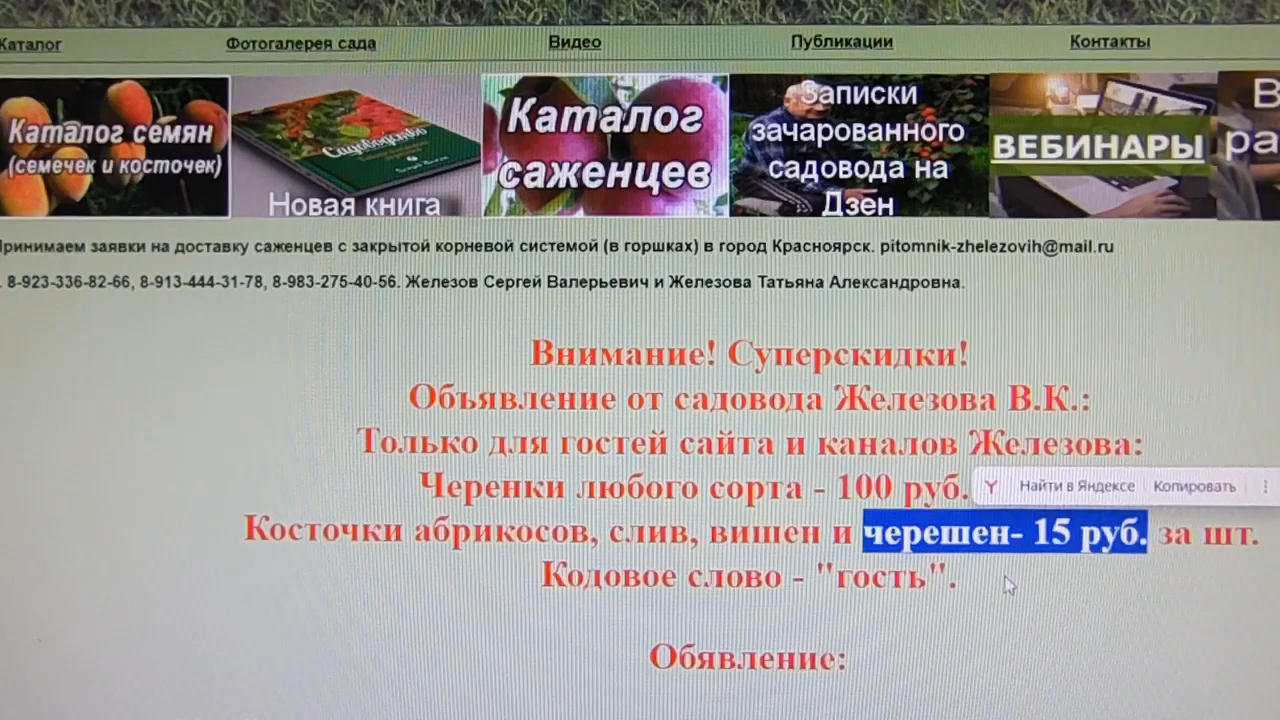 Каталог
Фотогалерея сада
Видео
Публикации
Контакты
Каталог семян
(семечек и косточек)
Садоводство
Новая книга
Каталог
саженцев
Записки
зачарованного
садовода на
Дзен
ВЕБИНАРЫ
В
ра
Принимаем заявки на доставку саженцев с закрытой корневой системой (в горшках) в город Красноярск. pitomnik-zhelezovih@mail.ru
. 8-923-336-82-66, 8-913-444-31-78, 8-983-275-40-56. Железов Сергей Валерьевич и Железова Татьяна Александровна.
Внимание! Суперскидки!
Объявление от садовода Железова В.К.:
Только для гостей сайта и каналов Железова:
Черенки любого сорта - 100 руб.
Найти в Яндексе
Копировать
Косточки абрикосов, слив, вишен и черешен- 15 руб. за шт.
Кодовое слово - "гость".
Обявление: